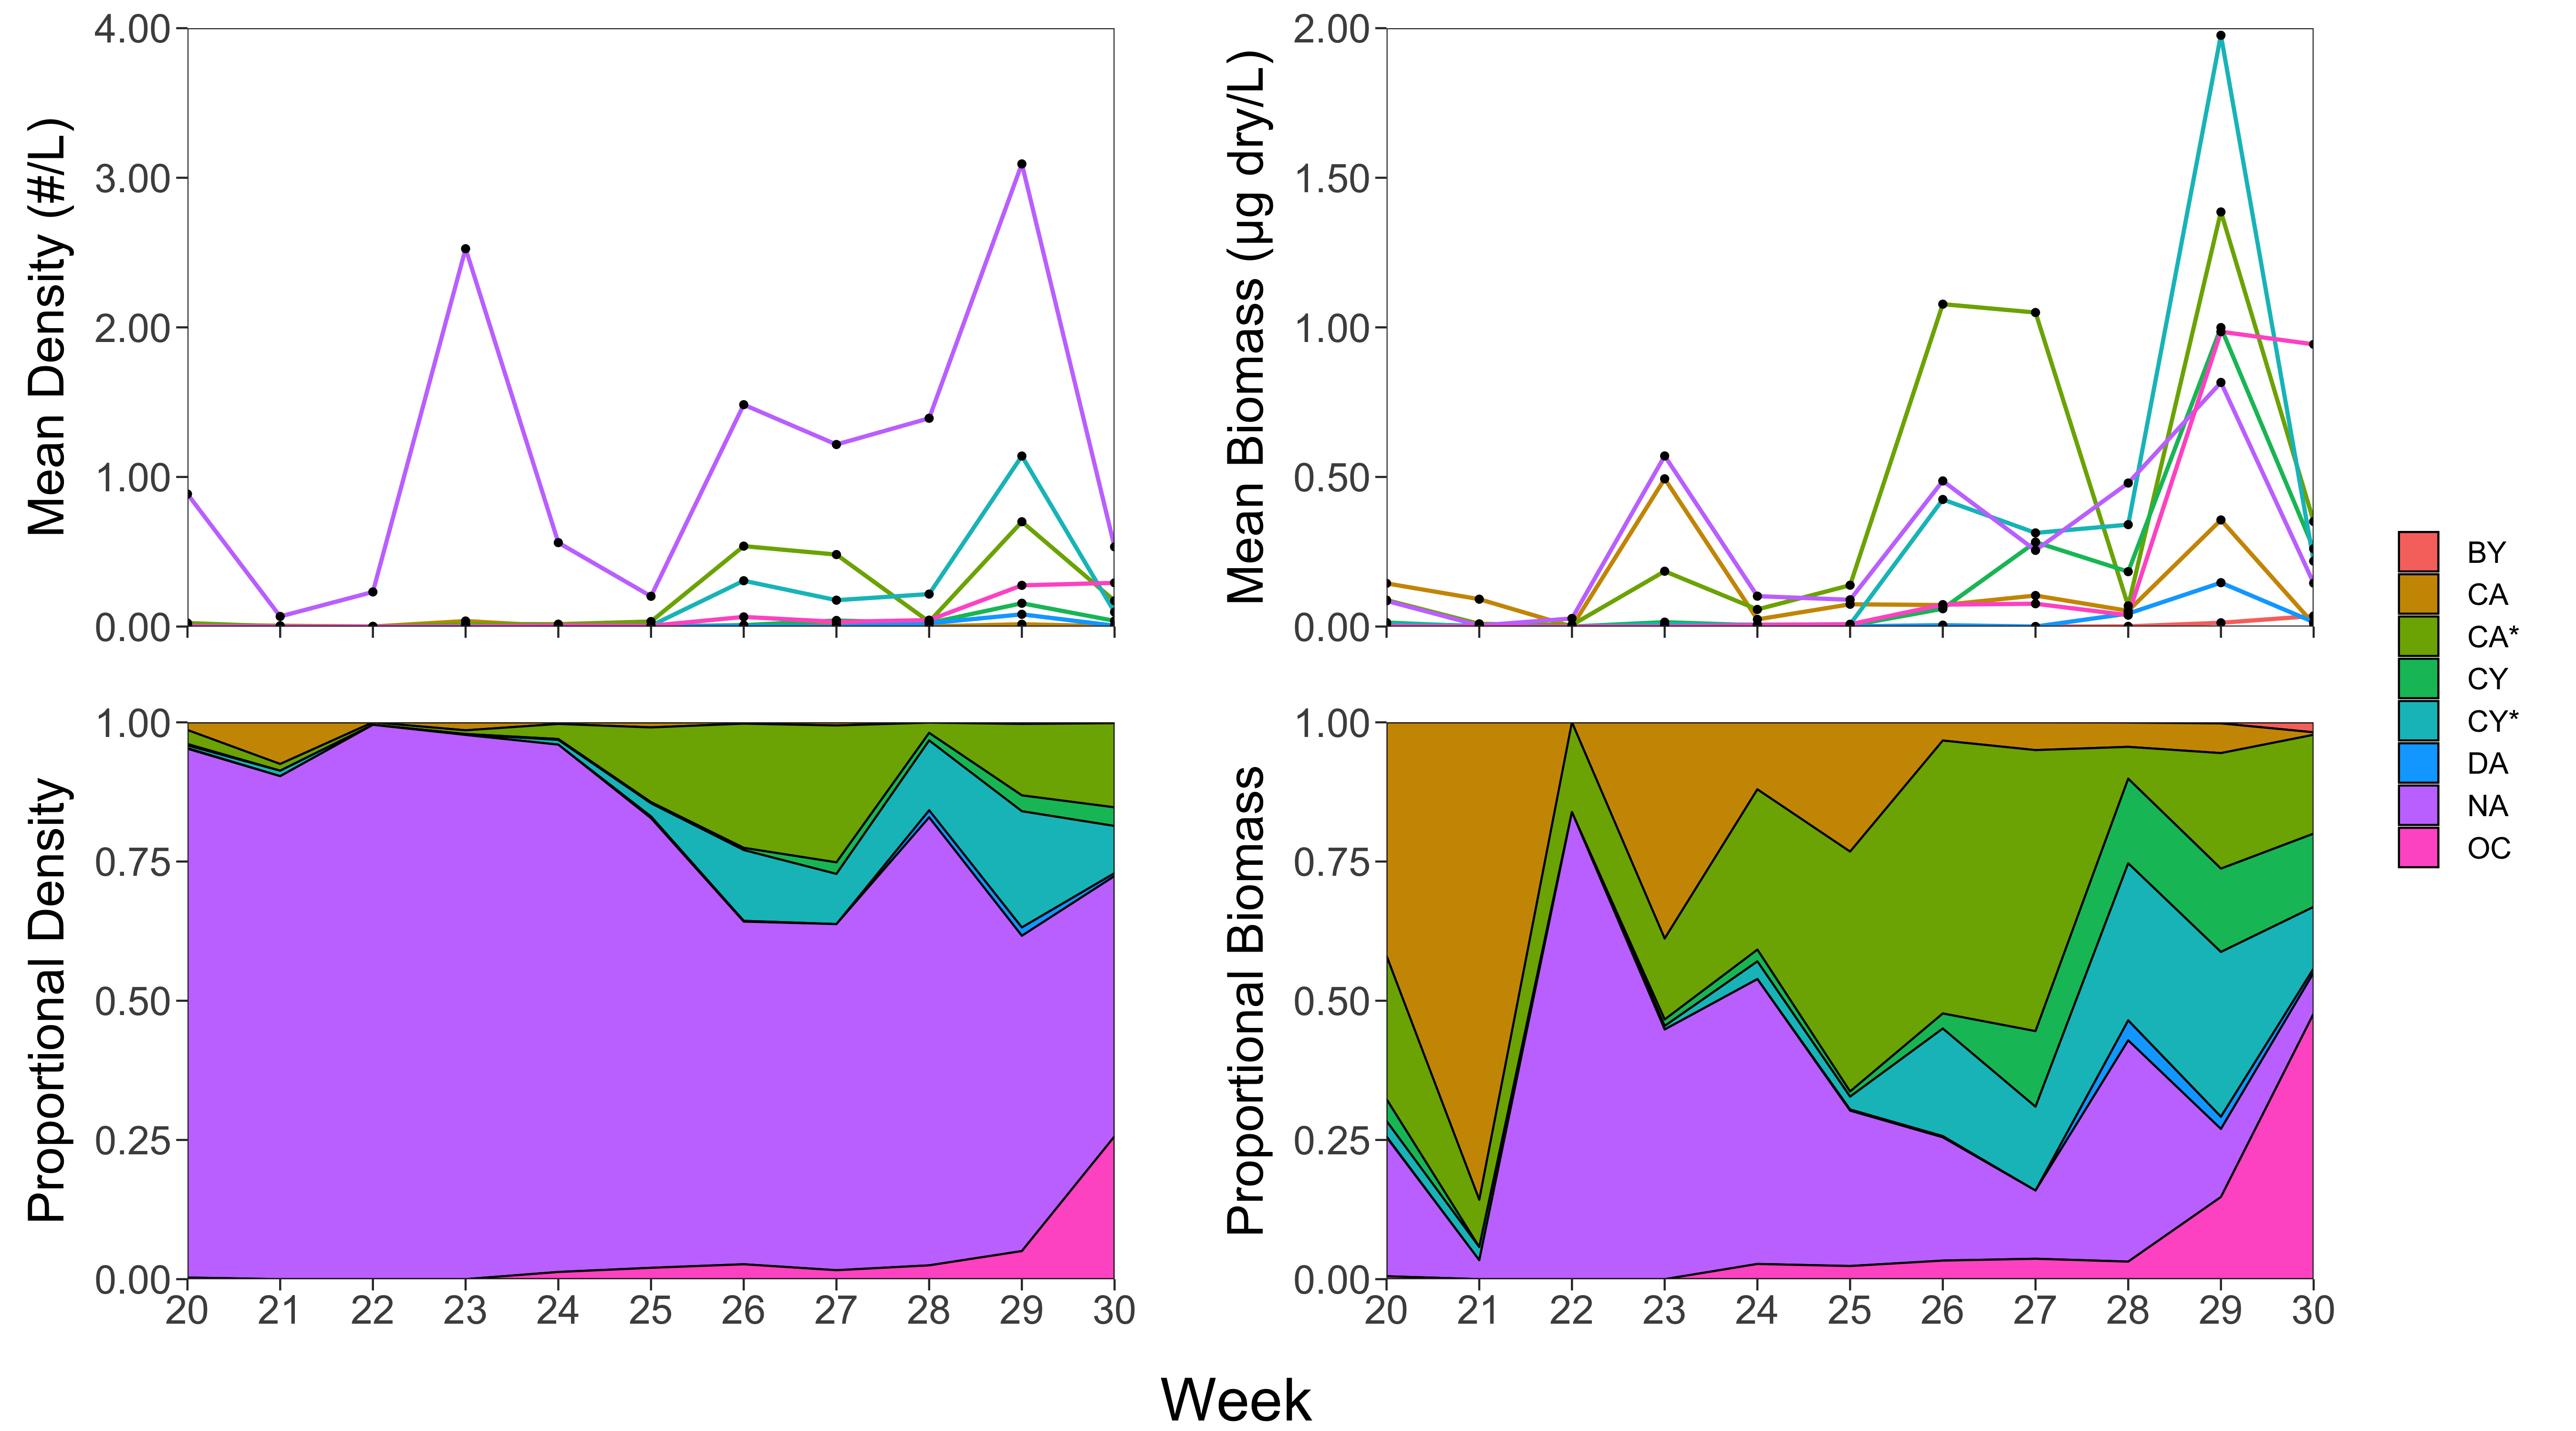 Mean Density (#/L)
4.00
3.00
2.00
1.00
0.00
Mean Biomass (µg dry/L)
2.00
1.50
1.00
0.50
0.00
Proportional Density
1.00
0.75
0.50
0.25
0.00
20 21 22 23 24 25 26 27 28 29 30
Proportional Biomass
1.00
0.75
0.50
0.25
0.00
20 21 22 23 24 25 26 27 28 29 30
Week
BY
CA
CA*
CY
CY*
DA
NA
OC